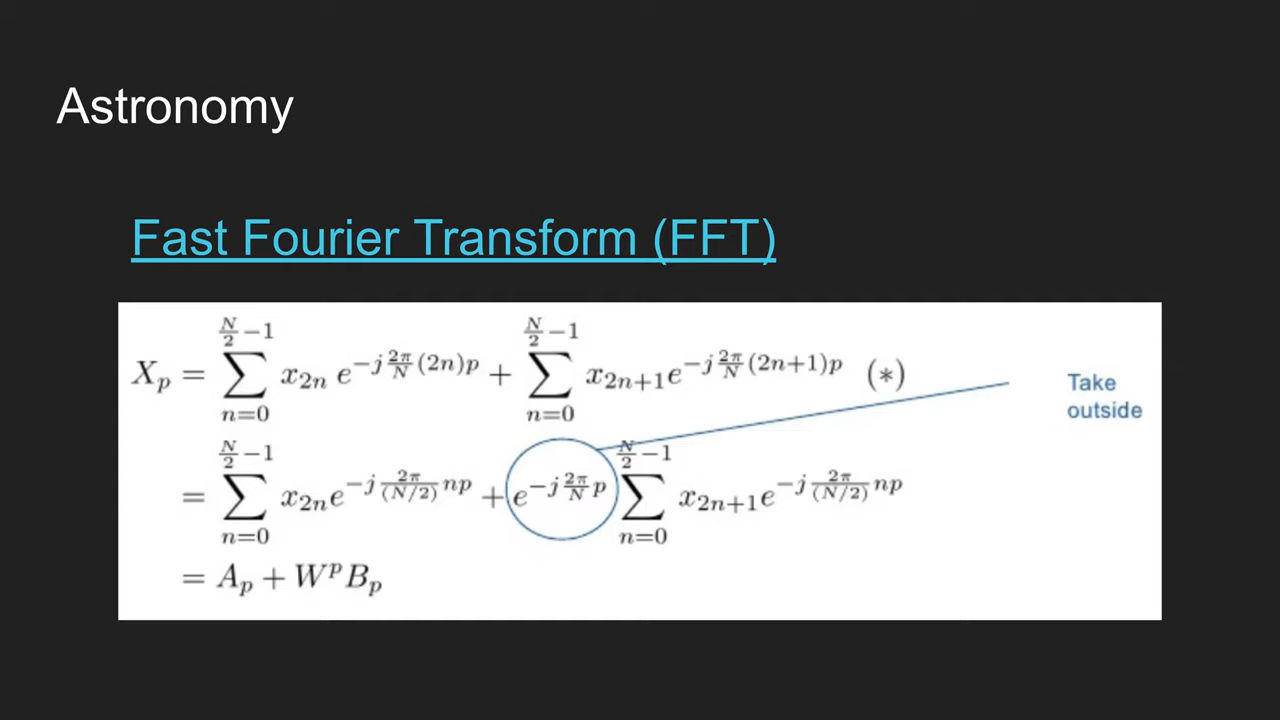 Astronomy
Fast Fourier Transform (FFT)
$X_p = \sum_{n=0}^{\frac{N}{2}-1} x_{2n} e^{-j\frac{2\pi}{N}(2n)p} + \sum_{n=0}^{\frac{N}{2}-1} x_{2n+1} e^{-j\frac{2\pi}{N}(2n+1)p} \quad (*)$
Take
outside
$= \sum_{n=0}^{\frac{N}{2}-1} x_{2n} e^{-j\frac{2\pi}{(N/2)}np} + e^{-j\frac{2\pi}{N}p} \sum_{n=0}^{\frac{N}{2}-1} x_{2n+1} e^{-j\frac{2\pi}{(N/2)}np}$
$= A_p + W^p B_p$